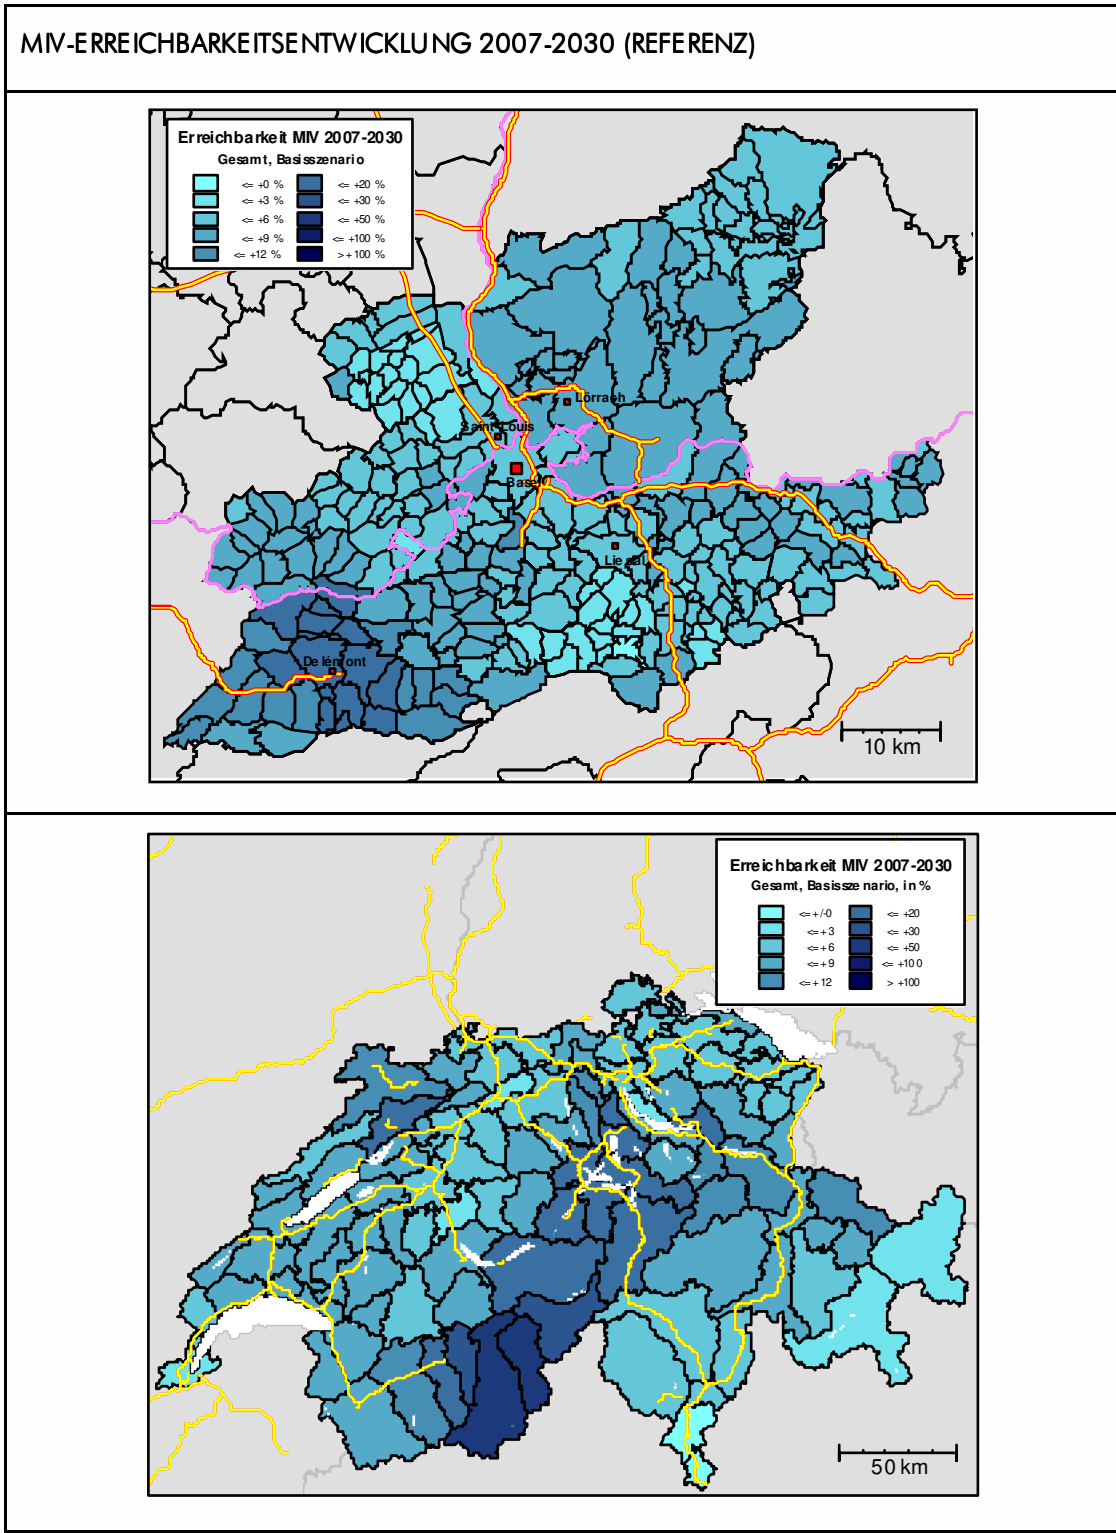 MIV-ERREICHBARKEITSENTWICKLUNG 2007-2030 (REFERENZ)
Erreichbarkeit MIV 2007-2030
Gesamt, Basisszenario
<= +0 % <= +20 %
<= +3 % <= +30 %
<= +6 % <= +50 %
<= +9 % <= +100 %
<= +12 % >+100 %
Lörrach
Saint-Louis
Basel
Liestal
Delémont
10 km
Erreichbarkeit MIV 2007-2030
Gesamt, Basisszenario, in %
<= +/-0 <= +20
<= +3 <= +30
<= +6 <= +50
<= +9 <= +100
<= +12 > +100
50 km